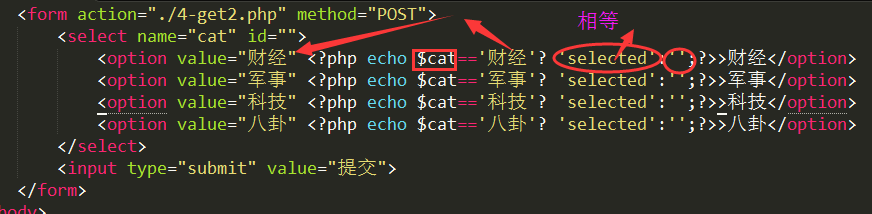 <form action="./4-get2.php" method="POST">
相等
<select name="cat" id="">
<option value="财经" <?php echo $cat=='财经'? 'selected':'';?>>财经</option>
<option value="军事" <?php echo $cat=='军事'? 'selected':'';?>>军事</option>
<option value="科技" <?php echo $cat=='科技'? 'selected':'';?>>科技</option>
<option value="八卦" <?php echo $cat=='八卦'? 'selected':'';?>>八卦</option>
</select>
<input type="submit" value="提交">
</form>
body>